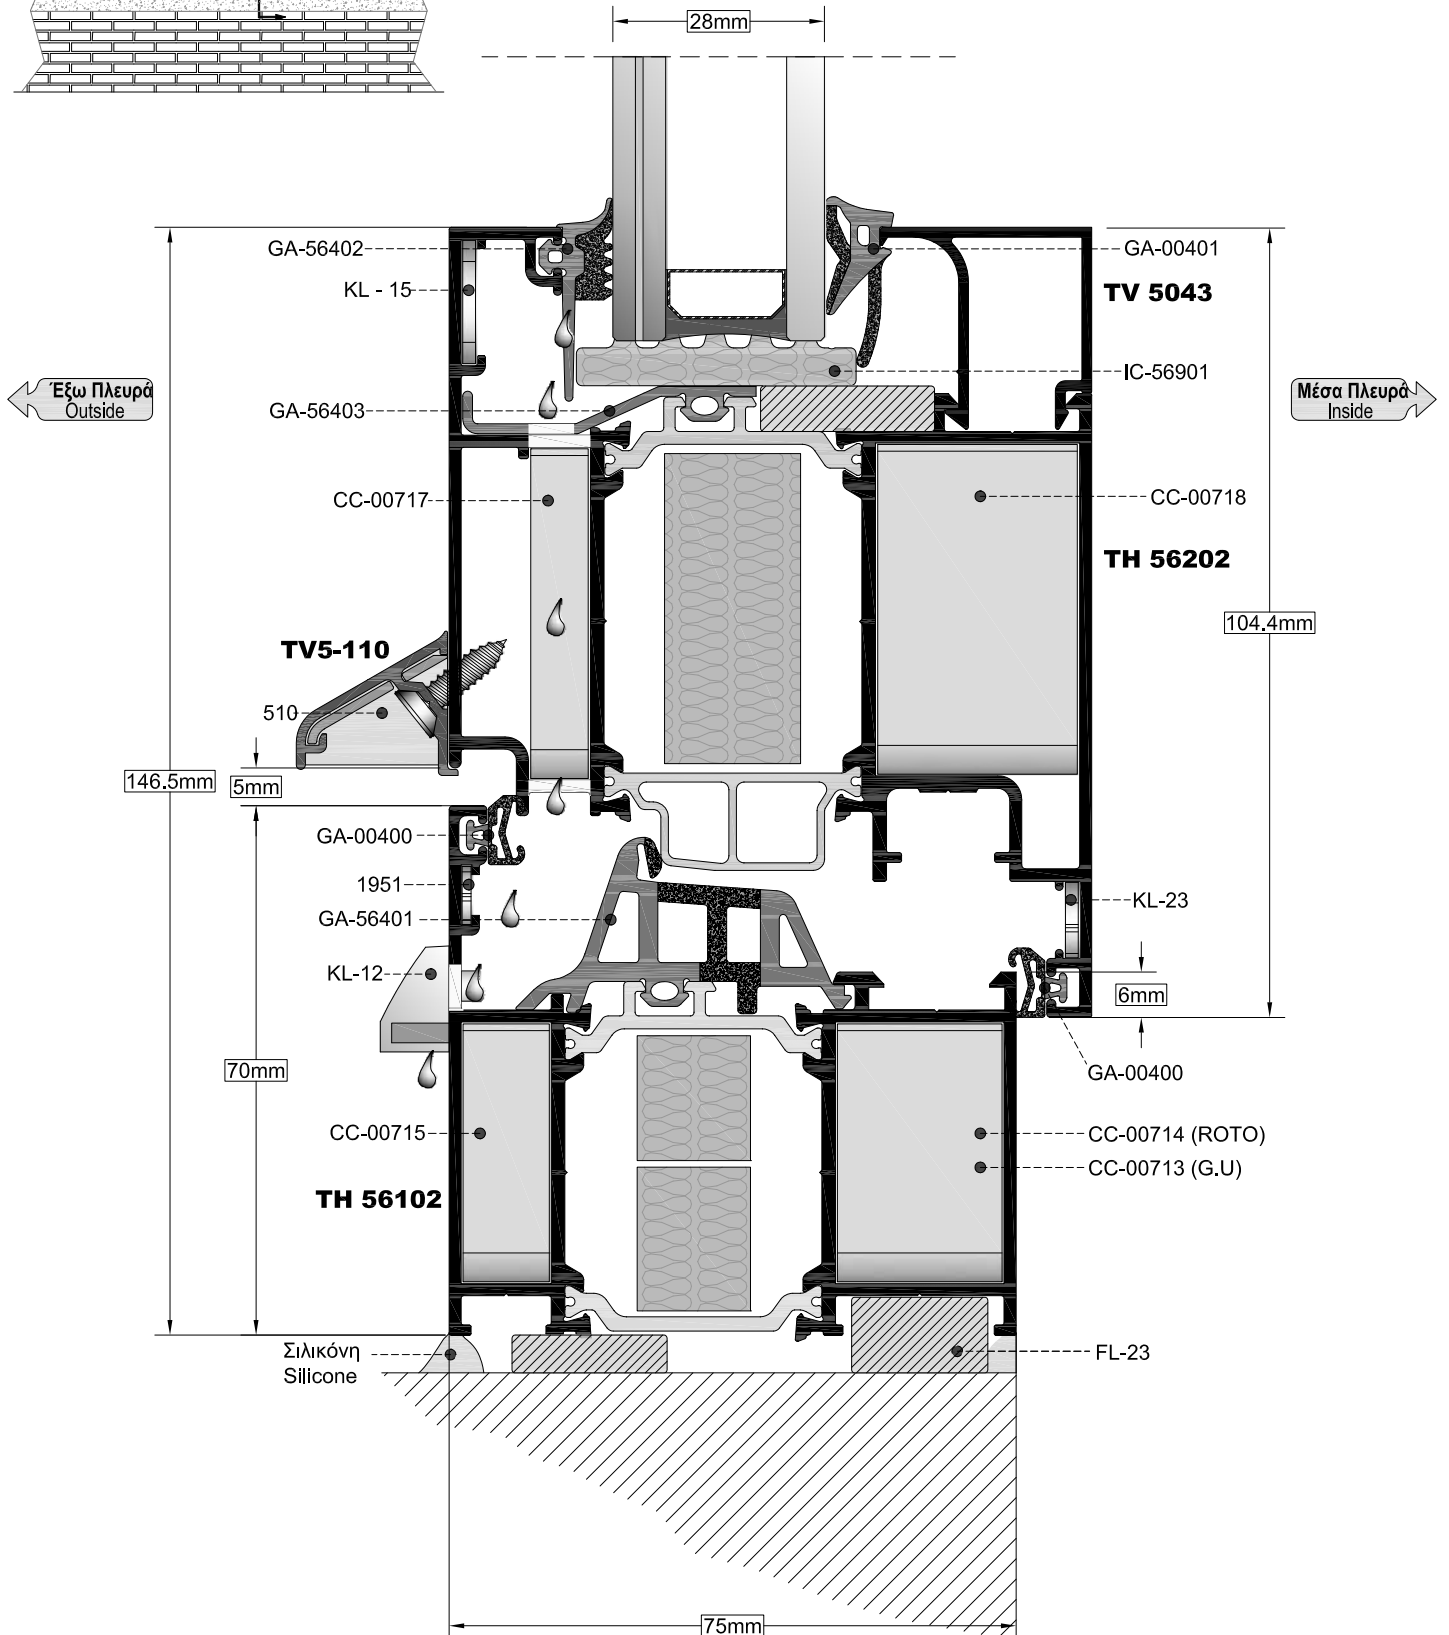 28mm
GA-56402
GA-00401
KL - 15
TV 5043
IC-56901
Έξω Πλευρά
Outside
GA-56403
Μέσα Πλευρά
Inside
CC-00717
CC-00718
TH 56202
104.4mm
TV5-110
510
146.5mm
5mm
GA-00400
1951
KL-23
GA-56401
KL-12
6mm
70mm
GA-00400
CC-00715
CC-00714 (ROTO)
CC-00713 (G.U)
TH 56102
Σιλικόνη
Silicone
FL-23
75mm